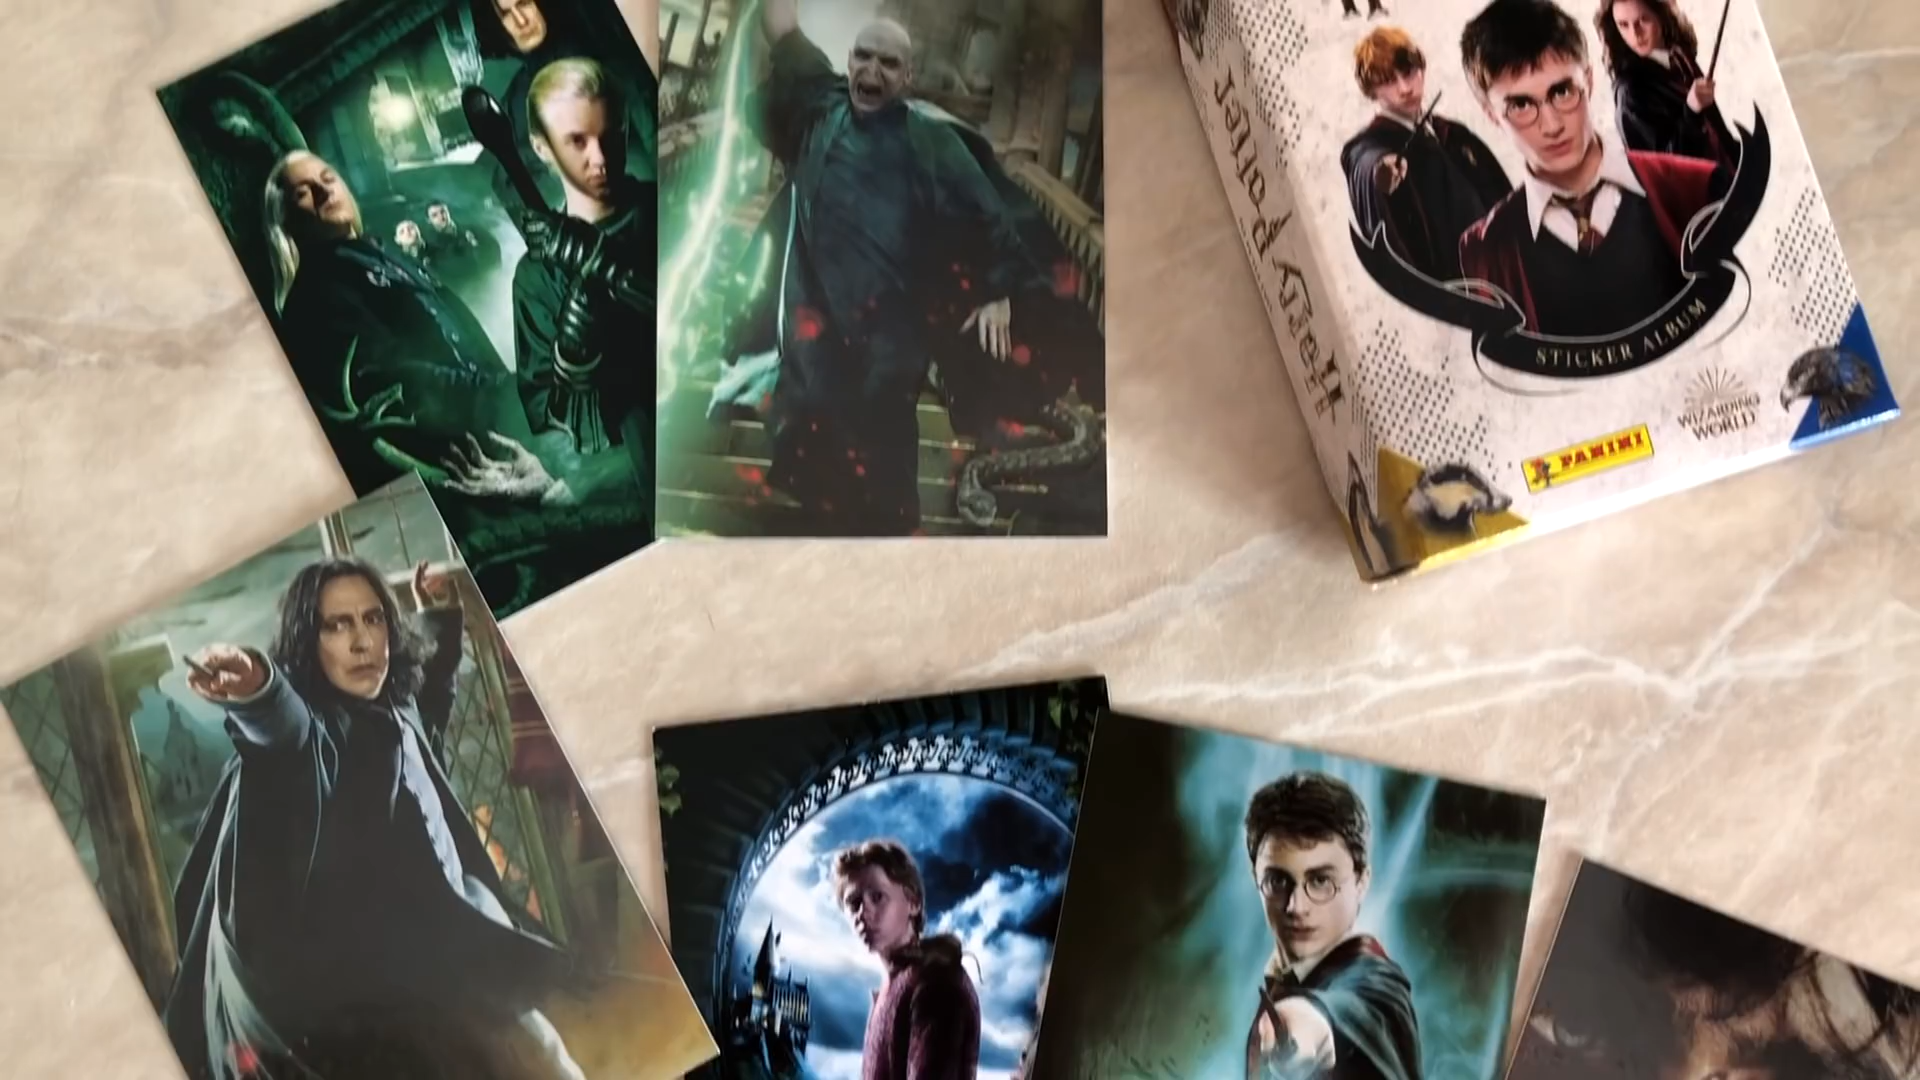 Harry Potter
STICKER ALBUM
WIZARDING
WORLD
PANINI